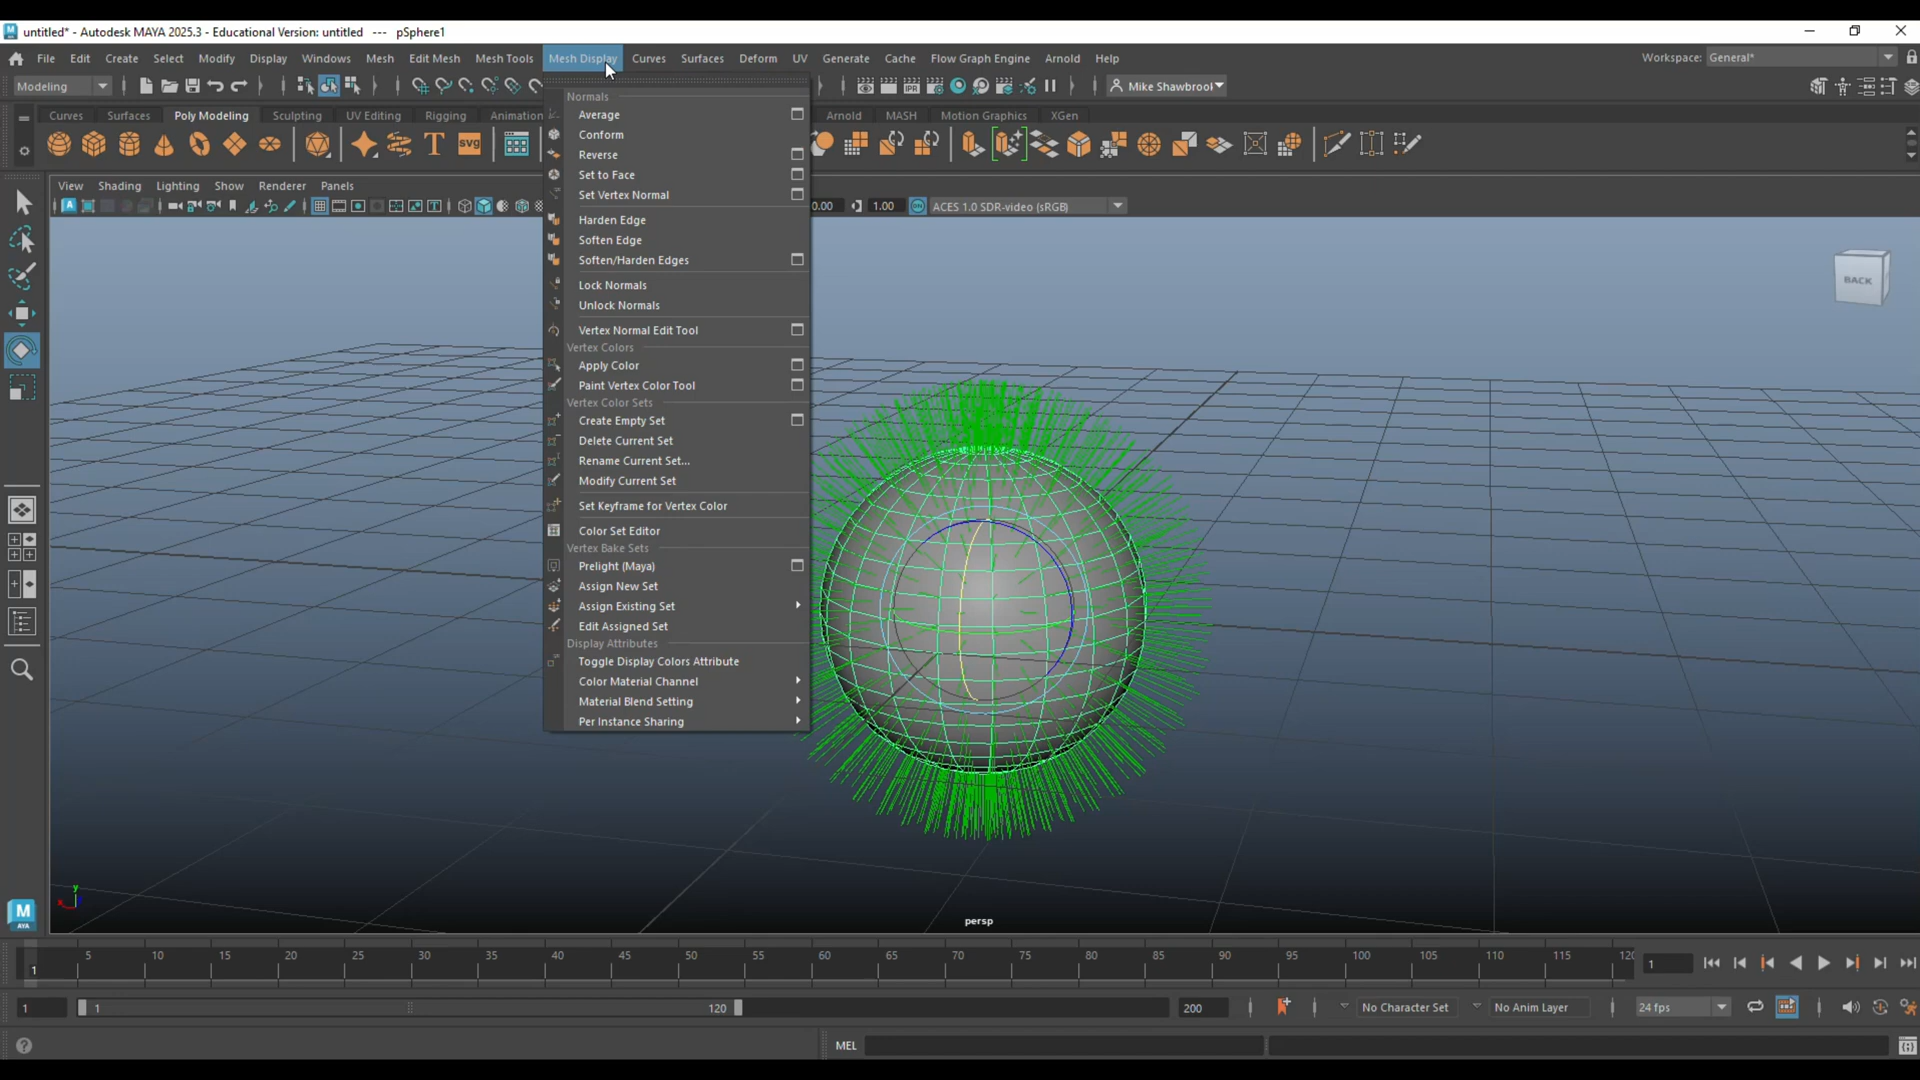 untitled* - Autodesk MAYA 2025.3 - Educational Version: untitled --- pSphere1
File Edit Create Select Modify Display Windows Mesh Edit Mesh Mesh Tools Mesh Display Curves Surfaces Deform UV Generate Cache Flow Graph Engine Arnold Help Workspace: General*
Modeling IPR Mike Shawbrool
Curves Surfaces Poly Modeling Sculpting UV Editing Rigging Animation Arnold MASH Motion Graphics XGen
T SVG
View Shading Lighting Show Renderer Panels
0.00 1.00 ACES 1.0 SDR-video (sRGB)
Normals
Average
Conform
Reverse
Set to Face
Set Vertex Normal
Harden Edge
Soften Edge
Soften/Harden Edges
Lock Normals
Unlock Normals
Vertex Normal Edit Tool
Vertex Colors
Apply Color
Paint Vertex Color Tool
Vertex Color Sets
Create Empty Set
Delete Current Set
Rename Current Set...
Modify Current Set
Set Keyframe for Vertex Color
Color Set Editor
Vertex Bake Sets
Prelight (Maya)
Assign New Set
Assign Existing Set
Edit Assigned Set
Display Attributes
Toggle Display Colors Attribute
Color Material Channel
Material Blend Setting
Per Instance Sharing
BACK
y
x
M
AYA
persp
5 10 15 20 25 30 35 40 45 50 55 60 65 70 75 80 85 90 95 100 105 110 115 120
1 1
1 1 120 200 No Character Set No Anim Layer 24 fps
MEL